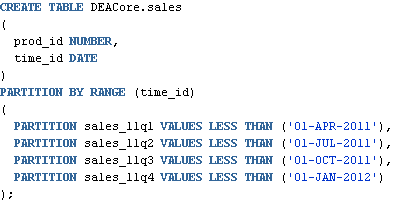 CREATE TABLE DEACore.sales
(
prod_id NUMBER,
time_id DATE
)
PARTITION BY RANGE (time_id)
(
PARTITION sales_11q1 VALUES LESS THAN ('01-APR-2011'),
PARTITION sales_11q2 VALUES LESS THAN ('01-JUL-2011'),
PARTITION sales_11q3 VALUES LESS THAN ('01-OCT-2011'),
PARTITION sales_11q4 VALUES LESS THAN ('01-JAN-2012')
);